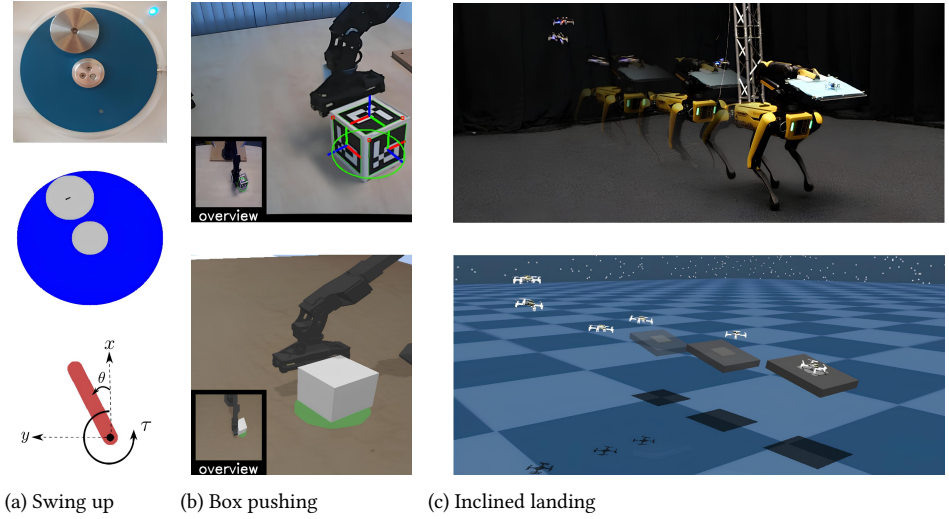 overview
overview
x
θ
y
τ
(a) Swing up
(b) Box pushing
(c) Inclined landing